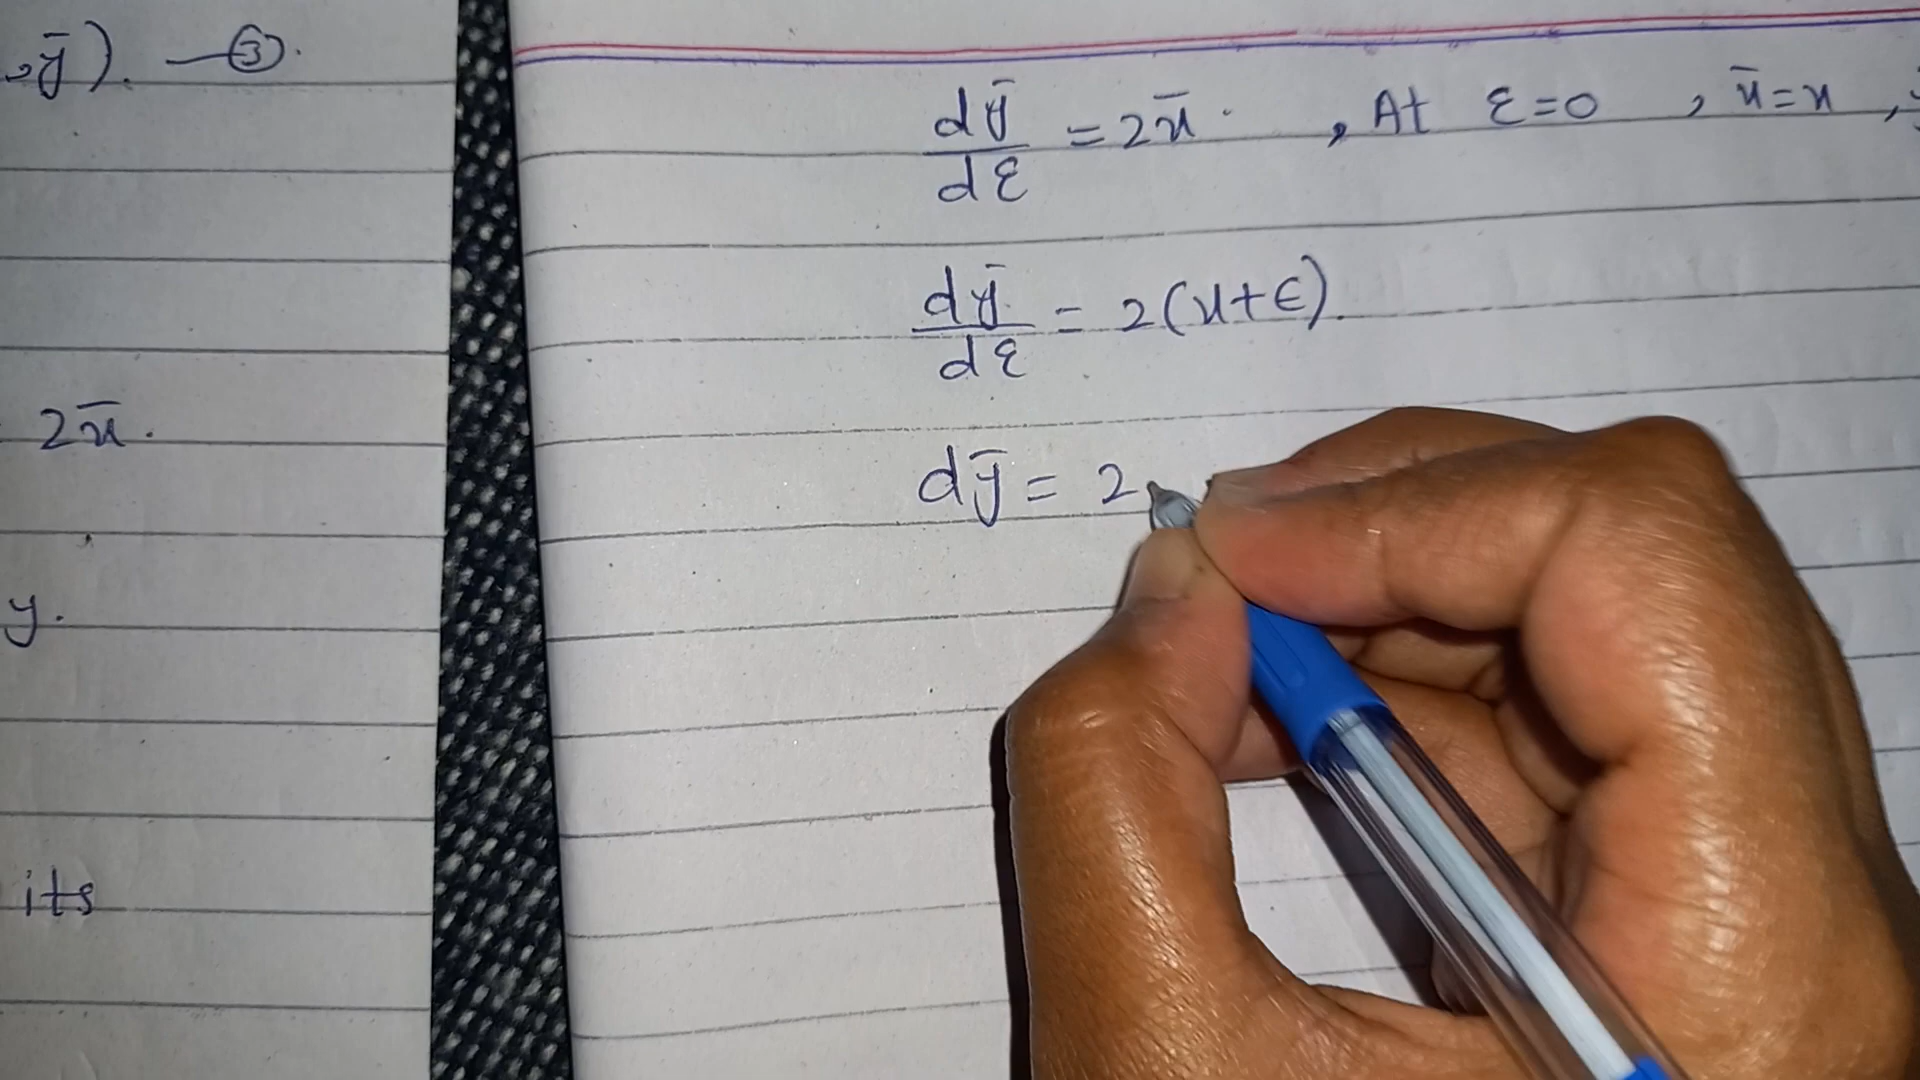 ,ȳ). —③.
2x̄.
y.
its
dȳ/dε = 2x̄. , At ε=0 , x̄=x ,
dȳ/dε = 2(x+ε).
dȳ = 2